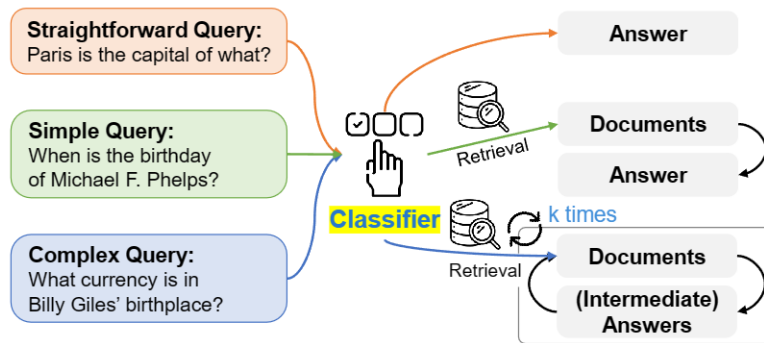 Straightforward Query:
Paris is the capital of what?
Simple Query:
When is the birthday
of Michael F. Phelps?
Complex Query:
What currency is in
Billy Giles’ birthplace?
Classifier
Answer
Retrieval
Documents
Answer
k times
Retrieval
Documents
(Intermediate)
Answers